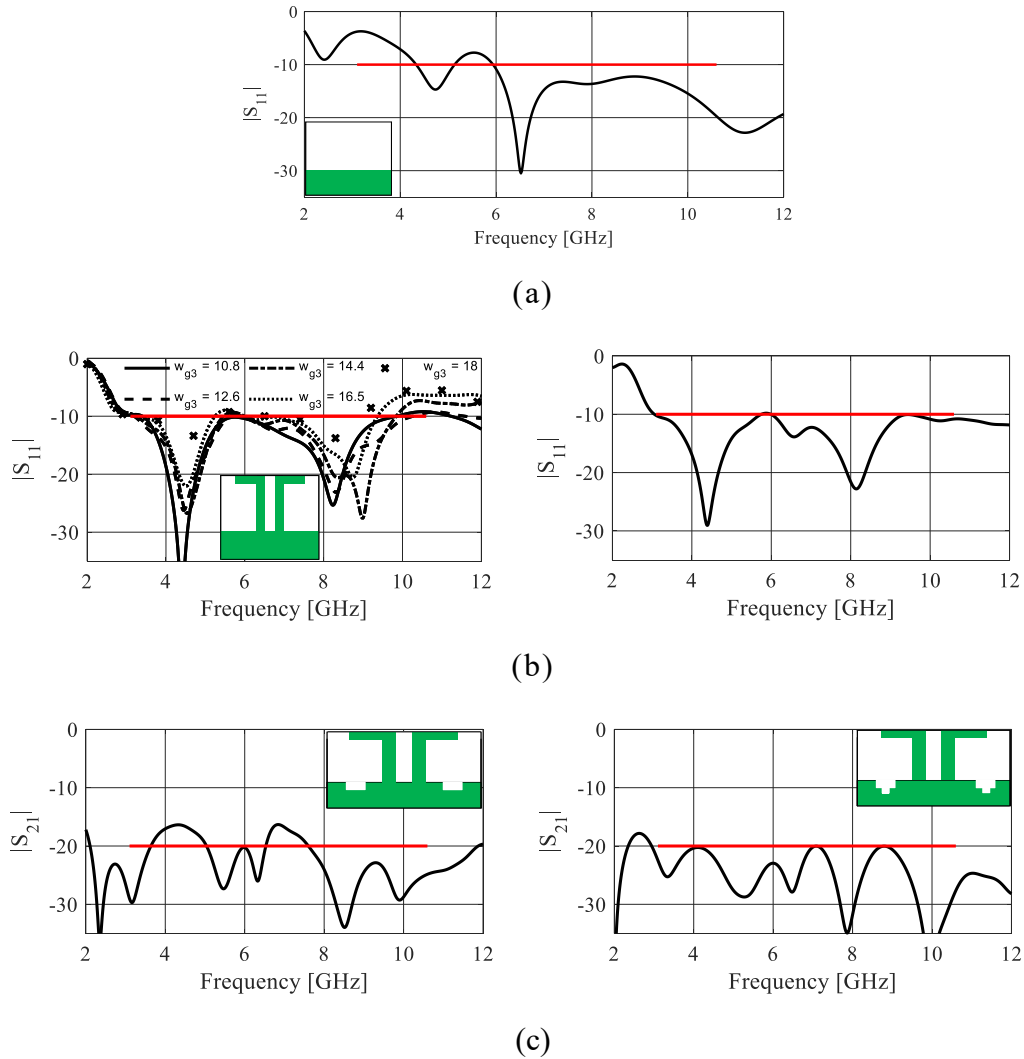 0
-10
-20
-30
|S11|
2 4 6 8 10 12
Frequency [GHz]
(a)
0
-10
-20
-30
|S11|
wg3 = 10.8 wg3 = 14.4 wg3 = 18
wg3 = 12.6 wg3 = 16.5
2 4 6 8 10 12
Frequency [GHz]
0
-10
-20
-30
|S11|
2 4 6 8 10 12
Frequency [GHz]
(b)
0
-10
-20
-30
|S21|
2 4 6 8 10 12
Frequency [GHz]
0
-10
-20
-30
|S21|
2 4 6 8 10 12
Frequency [GHz]
(c)